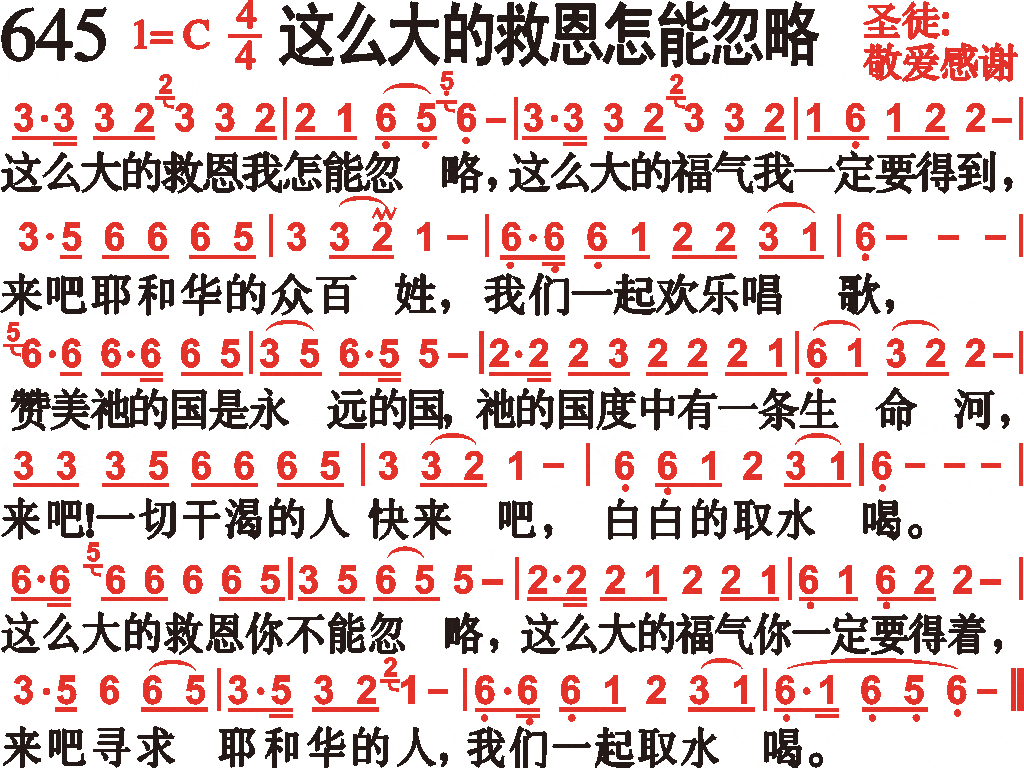 645 1=C 4/4 这么大的救恩怎能忽略 圣徒:
敬爱感谢
3·3 3 2 2 3 3 2|2 1 6 5 5 6 –|3·3 3 2 2 3 3 2|1 6 1 2 2 –|
这么大的救恩我怎能忽 略，这么大的福气我一定要得到，
3·5 6 6 6 5|3 3 2 1 –|6·6 6 1 2 2 3 1|6 – – –|
来吧耶和华的众百 姓，我们一起欢乐唱 歌，
5 6·6 6·6 6 5|3 5 6·5 5 –|2·2 2 3 2 2 2 1|6 1 3 2 2 –|
赞美祂的国是永 远的国，祂的国度中有一条生 命 河，
3 3 3 5 6 6 6 5|3 3 2 1 –|6 6 1 2 3 1|6 – – –
来吧!一切干渴的人 快来 吧， 白白的取水 喝。
6·6 5 6 6 6 6 5|3 5 6 5 5 –|2·2 2 2 1 2 2 1|6 1 6 2 2 –|
这么大的救恩你不能忽 略，这么大的福气你一定要得着，
3·5 6 6 5|3·5 3 2 2 1 –|6·6 6 1 2 3 1|6·1 6 5 6 –
来吧寻求 耶和华的人，我们一起取水 喝。